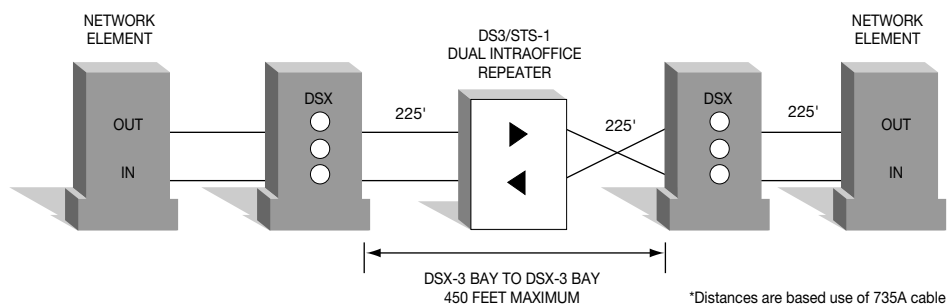 NETWORK
ELEMENT
DS3/STS-1
DUAL INTRAOFFICE
REPEATER
NETWORK
ELEMENT
OUT
IN
DSX
225'
225'
DSX
225'
OUT
IN
DSX-3 BAY TO DSX-3 BAY
450 FEET MAXIMUM
*Distances are based use of 735A cable